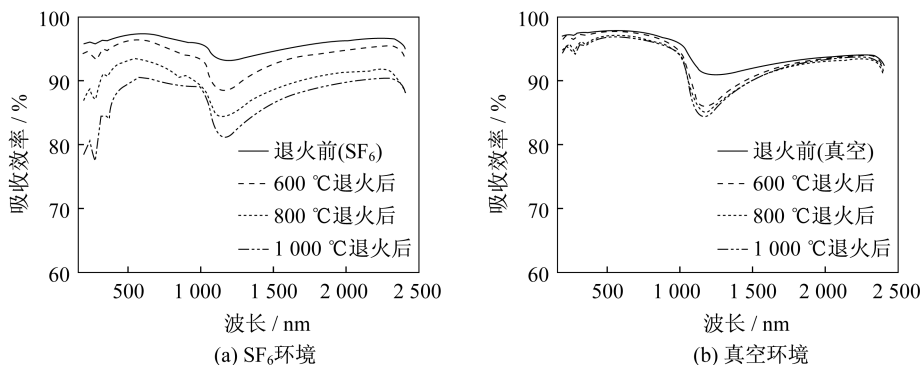 100
90
80
70
60
吸收效率 / %
退火前(SF₆)
600 ℃退火后
800 ℃退火后
1 000 ℃退火后
500
1 000
1 500
2 000
2 500
波长 / nm
(a) SF₆环境
100
90
80
70
60
吸收效率 / %
退火前(真空)
600 ℃退火后
800 ℃退火后
1 000 ℃退火后
500
1 000
1 500
2 000
2 500
波长 / nm
(b) 真空环境